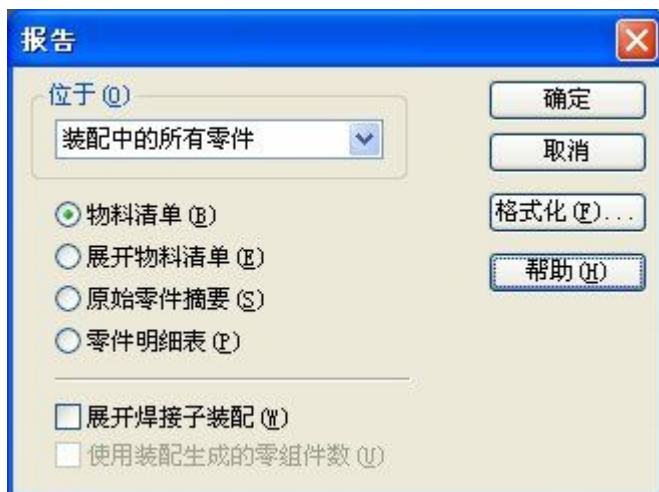 报告
位于(O)
装配中的所有零件
物料清单(B)
展开物料清单(E)
原始零件摘要(S)
零件明细表(P)
展开焊接子装配(W)
使用装配生成的零组件数(U)
确定
取消
格式化(F)...
帮助(H)